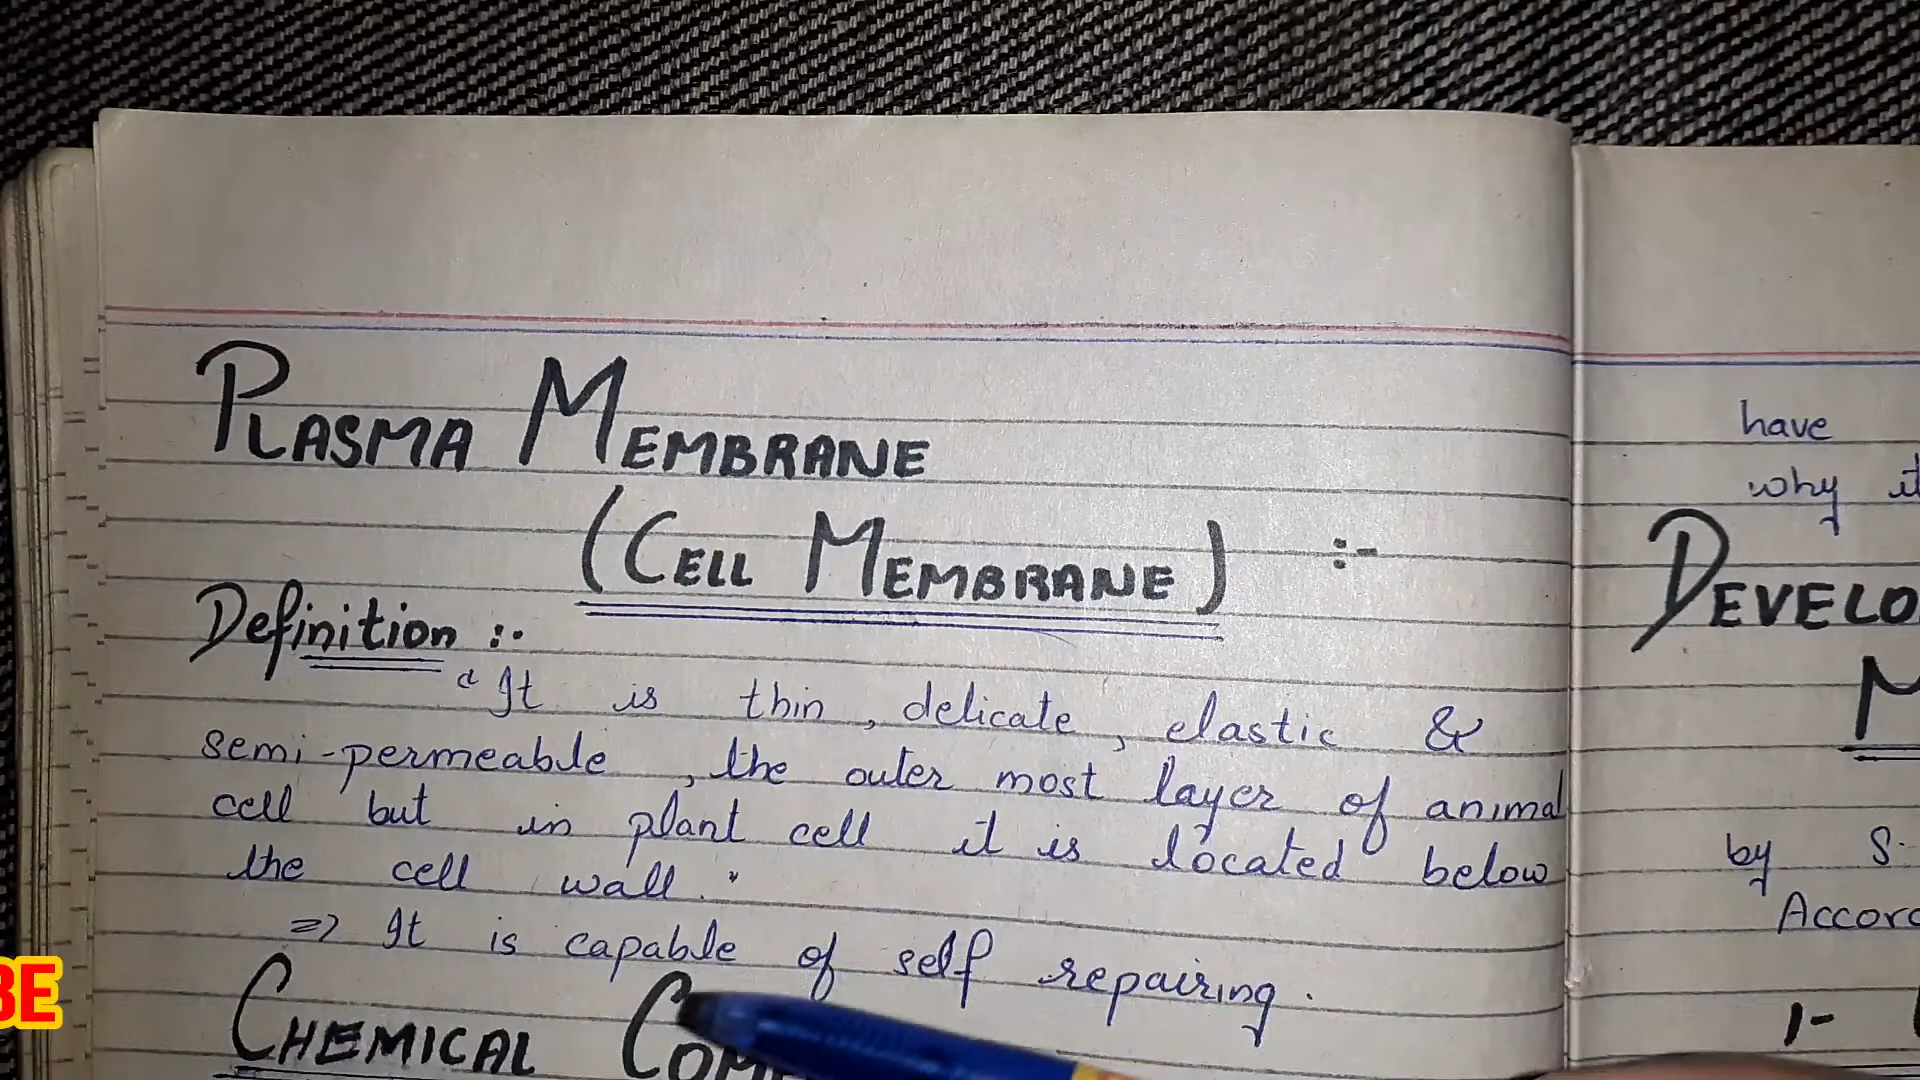 PLASMA MEMBRANE
(CELL MEMBRANE) :-
Definition :-
"It is thin, delicate, elastic &
semi-permeable, the outer most layer of animal
cell but in plant cell it is located below
the cell wall."
⇒ It is capable of self repairing.
CHEMICAL COM
have
why it
DEVELO
M
by S.
Accord
1-
BE